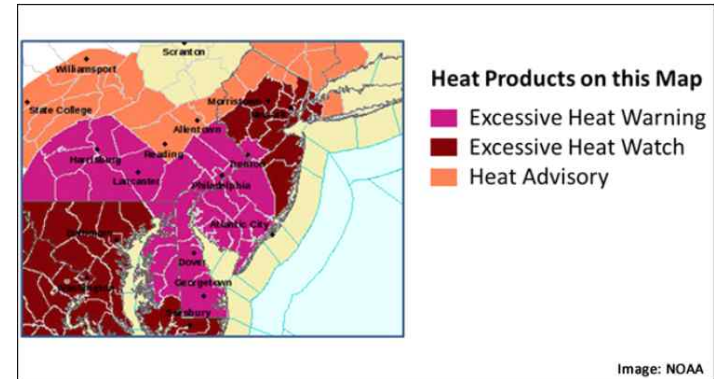 Scranton
Williamsport
State College
Morristown
Allentown
Reading
Harrisburg
Lancaster
Trenton
Philadelphia
Atlantic City
Dover
Georgetown
Salisbury
Heat Products on this Map
Excessive Heat Warning
Excessive Heat Watch
Heat Advisory
Image: NOAA